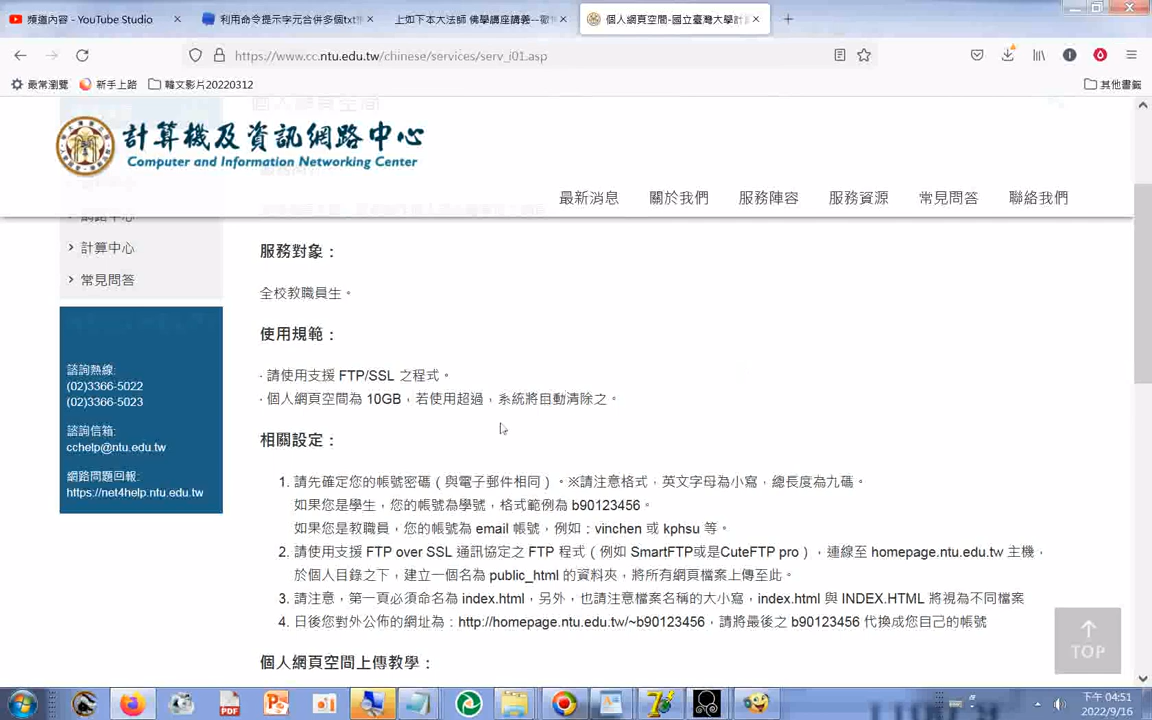 頻道內容 - YouTube Studio
利用命令提示字元合併多個txt
上如下本大法師 佛學講座講義--
個人網頁空間-國立臺灣大學計
https://www.cc.ntu.edu.tw/chinese/services/serv_i01.asp
最常瀏覽
新手上路
韓文影片20220312
其他書籤
個人網頁空間
計算機及資訊網路中心
Computer and Information Networking Center
最新消息
關於我們
服務陣容
服務資源
常見問答
聯絡我們
網路中心
計算中心
常見問答
諮詢熱線:
(02)3366-5022
(02)3366-5023
諮詢信箱:
cchelp@ntu.edu.tw
網路問題回報:
https://net4help.ntu.edu.tw
服務對象：
全校教職員生。
使用規範：
· 請使用支援 FTP/SSL 之程式。
· 個人網頁空間為 10GB，若使用超過，系統將自動清除之。
相關設定：
1. 請先確定您的帳號密碼（與電子郵件相同）。※請注意格式，英文字母為小寫，總長度為九碼。
如果您是學生，您的帳號為學號，格式範例為 b90123456。
如果您是教職員，您的帳號為 email 帳號，例如：vinchen 或 kphsu 等。
2. 請使用支援 FTP over SSL 通訊協定之 FTP 程式（例如 SmartFTP或是CuteFTP pro），連線至 homepage.ntu.edu.tw 主機，
於個人目錄之下，建立一個名為 public_html 的資料夾，將所有網頁檔案上傳至此。
3. 請注意，第一頁必須命名為 index.html，另外，也請注意檔案名稱的大小寫，index.html 與 INDEX.HTML 將視為不同檔案
4. 日後您對外公佈的網址為：http://homepage.ntu.edu.tw/~b90123456，請將最後之 b90123456 代換成您自己的帳號
個人網頁空間上傳教學：
TOP
PDF
下午 04:51
2022/9/16